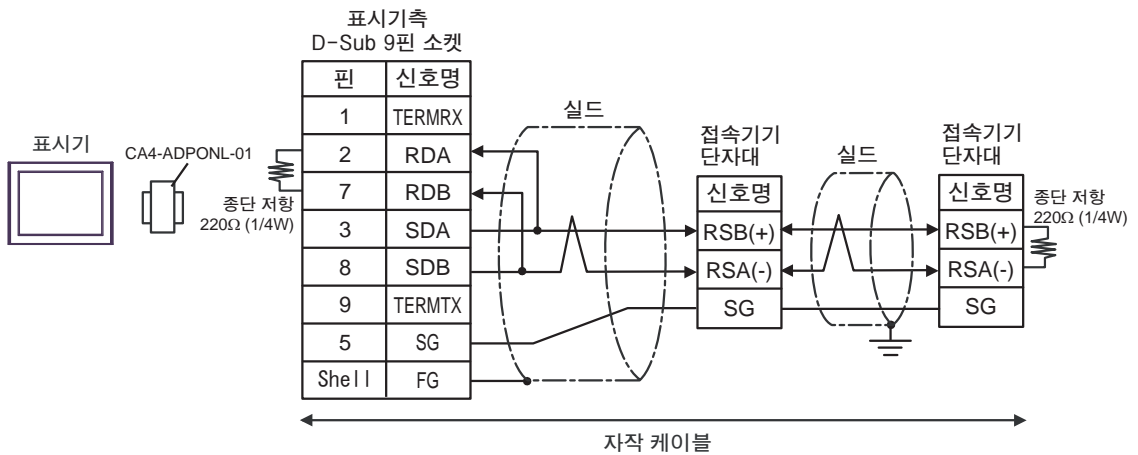 표시기측
D-Sub 9핀 소켓
핀 신호명
1 TERMRX
2 RDA
7 RDB
3 SDA
8 SDB
9 TERMTX
5 SG
Shell FG
표시기
CA4-ADPONL-01
종단 저항
220Ω (1/4W)
실드
접속기기
단자대
신호명
RSB(+)
RSA(-)
SG
실드
접속기기
단자대
신호명
RSB(+)
RSA(-)
SG
종단 저항
220Ω (1/4W)
자작 케이블